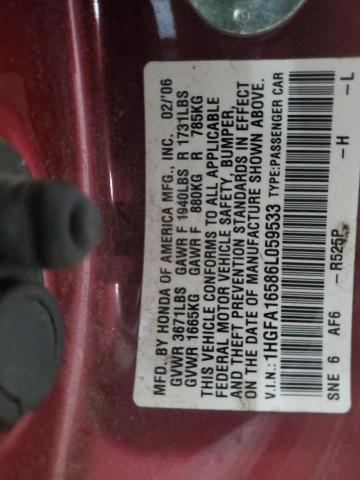 MFD. BY HONDA OF AMERICA MFG., INC. 02/'06
GVWR 3671LBS GAWR F 1940LBS R 1731LBS
GVWR 1665KG GAWR F 880KG R 785KG
THIS VEHICLE CONFORMS TO ALL APPLICABLE
FEDERAL MOTOR VEHICLE SAFETY, BUMPER,
AND THEFT PREVENTION STANDARDS IN EFFECT
ON THE DATE OF MANUFACTURE SHOWN ABOVE.
V.I.N.: 1HGFA16586L059533 TYPE:PASSENGER CAR
SNE 6 AF6 -R525P -H -L